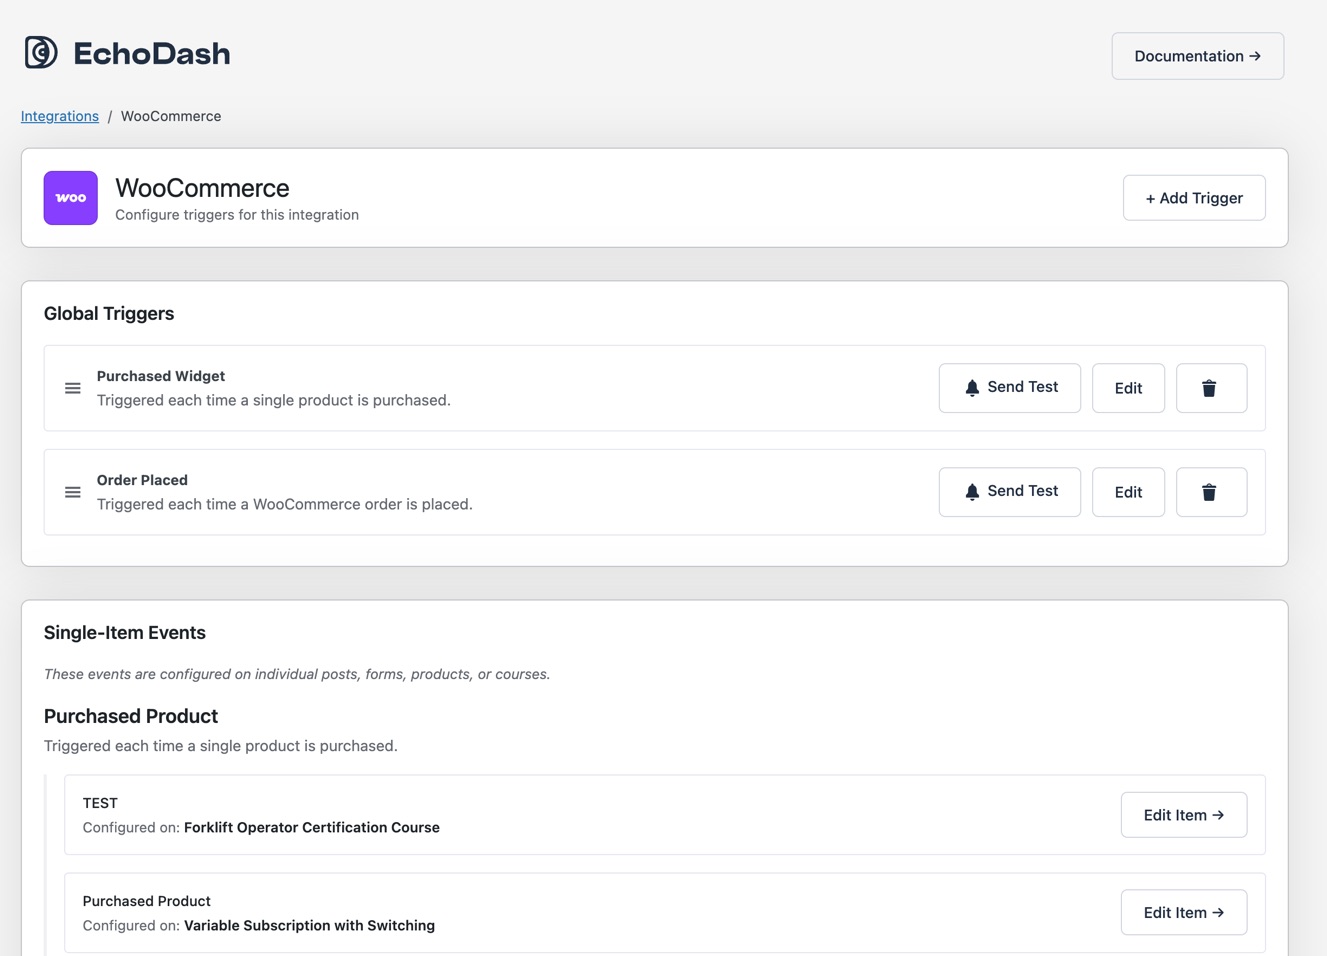 EchoDash
Documentation →
Integrations / WooCommerce
woo
WooCommerce
Configure triggers for this integration
+ Add Trigger
Global Triggers
Purchased Widget
Triggered each time a single product is purchased.
Send Test
Edit
Order Placed
Triggered each time a WooCommerce order is placed.
Send Test
Edit
Single-Item Events
These events are configured on individual posts, forms, products, or courses.
Purchased Product
Triggered each time a single product is purchased.
TEST
Configured on: Forklift Operator Certification Course
Edit Item →
Purchased Product
Configured on: Variable Subscription with Switching
Edit Item →